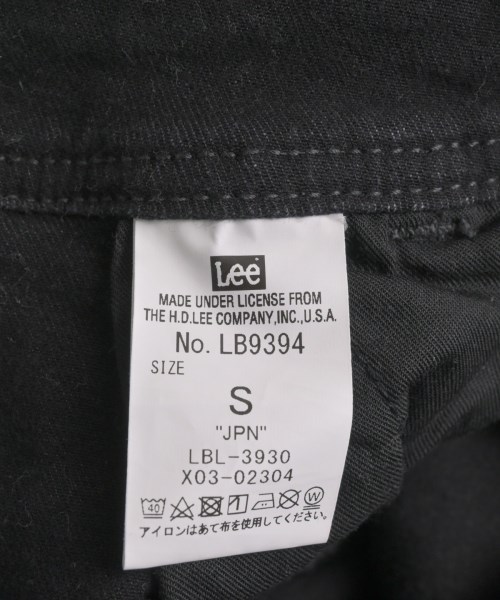 Lee
MADE UNDER LICENSE FROM
THE H.D.LEE COMPANY,INC.,U.S.A.
No. LB9394
SIZE
S
"JPN"
LBL-3930
X03-02304
40 W
アイロンはあて布を使用してください。